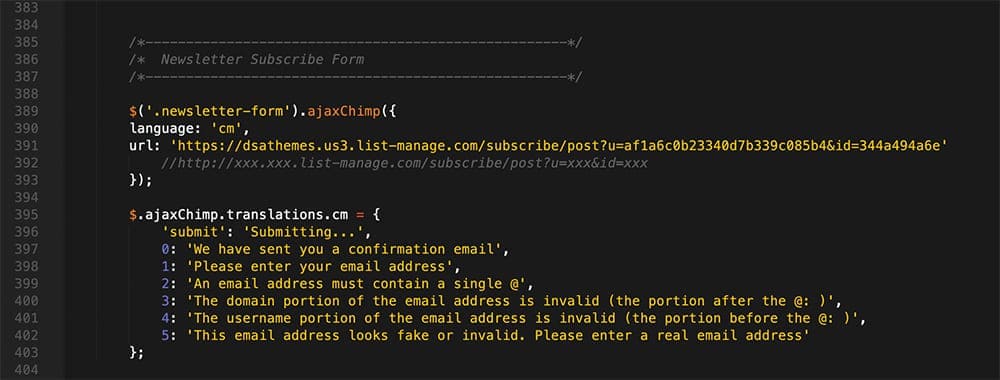 383
384
385 /*----------------------------------------------------*/
386 /*  Newsletter Subscribe Form
387 /*----------------------------------------------------*/
388
389 $('.newsletter-form').ajaxChimp({
390 language: 'cm',
391 url: 'https://dsathemes.us3.list-manage.com/subscribe/post?u=af1a6c0b23340d7b339c085b4&id=344a494a6e'
392     //http://xxx.xxx.list-manage.com/subscribe/post?u=xxx&id=xxx
393 });
394
395 $.ajaxChimp.translations.cm = {
396     'submit': 'Submitting...',
397     0: 'We have sent you a confirmation email',
398     1: 'Please enter your email address',
399     2: 'An email address must contain a single @',
400     3: 'The domain portion of the email address is invalid (the portion after the @: )',
401     4: 'The username portion of the email address is invalid (the portion before the @: )',
402     5: 'This email address looks fake or invalid. Please enter a real email address'
403 };
404